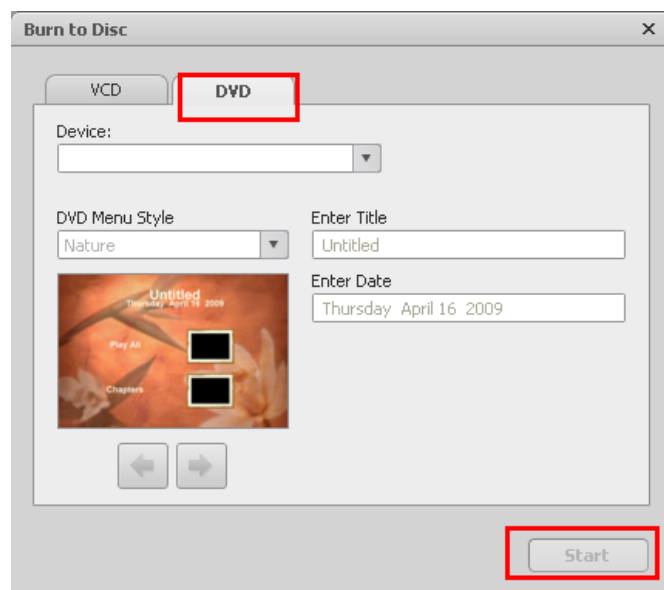 Burn to Disc
VCD
DVD
Device:
DVD Menu Style
Enter Title
Nature
Untitled
Enter Date
Thursday April 16 2009
Untitled
Thursday April 16 2009
Play All
Chapters
Start